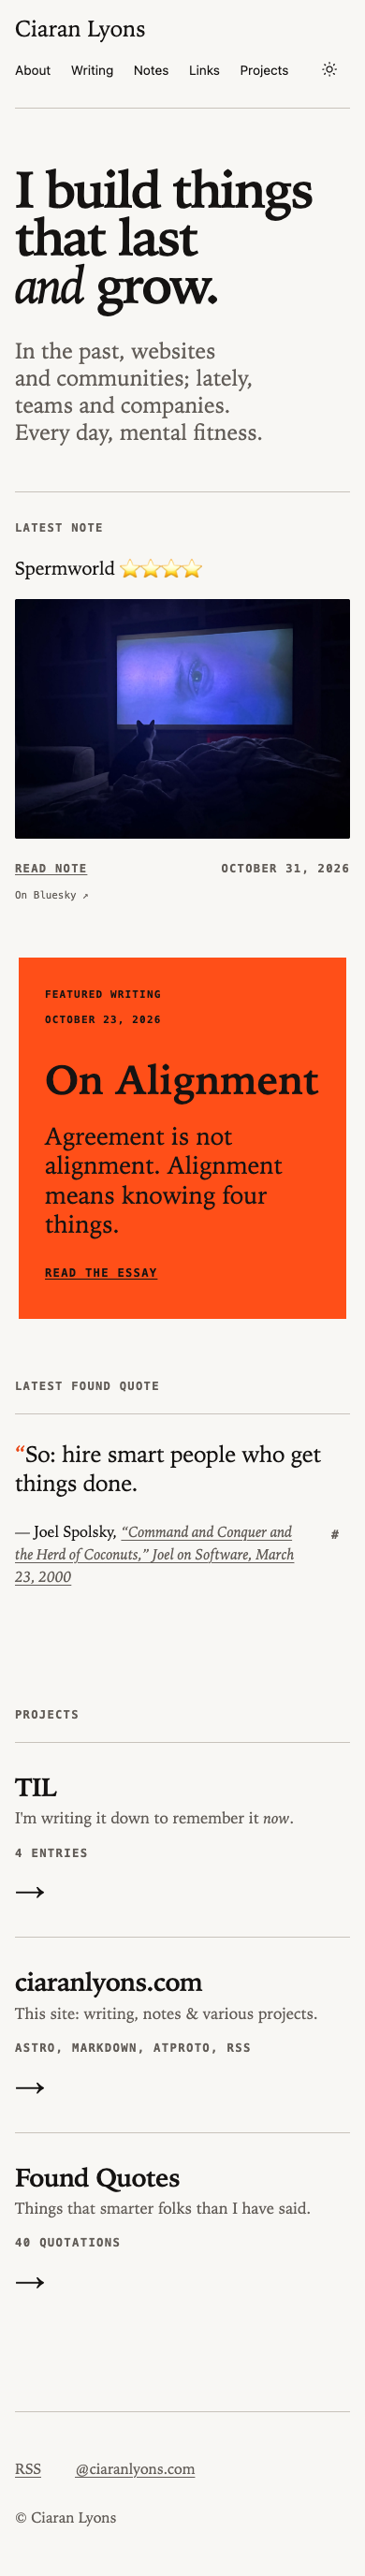 Ciaran Lyons
About Writing Notes Links Projects
I build things
that last
and grow.
In the past, websites
and communities; lately,
teams and companies.
Every day, mental fitness.
LATEST NOTE
Spermworld ⭐⭐⭐⭐
READ NOTE OCTOBER 31, 2026
On Bluesky ↗
FEATURED WRITING
OCTOBER 23, 2026
On Alignment
Agreement is not
alignment. Alignment
means knowing four
things.
READ THE ESSAY
LATEST FOUND QUOTE
“So: hire smart people who get
things done.
— Joel Spolsky, “Command and Conquer and #
the Herd of Coconuts,” Joel on Software, March
23, 2000
PROJECTS
TIL
I'm writing it down to remember it now.
4 ENTRIES
→
ciaranlyons.com
This site: writing, notes & various projects.
ASTRO, MARKDOWN, ATPROTO, RSS
→
Found Quotes
Things that smarter folks than I have said.
40 QUOTATIONS
→
RSS @ciaranlyons.com
© Ciaran Lyons